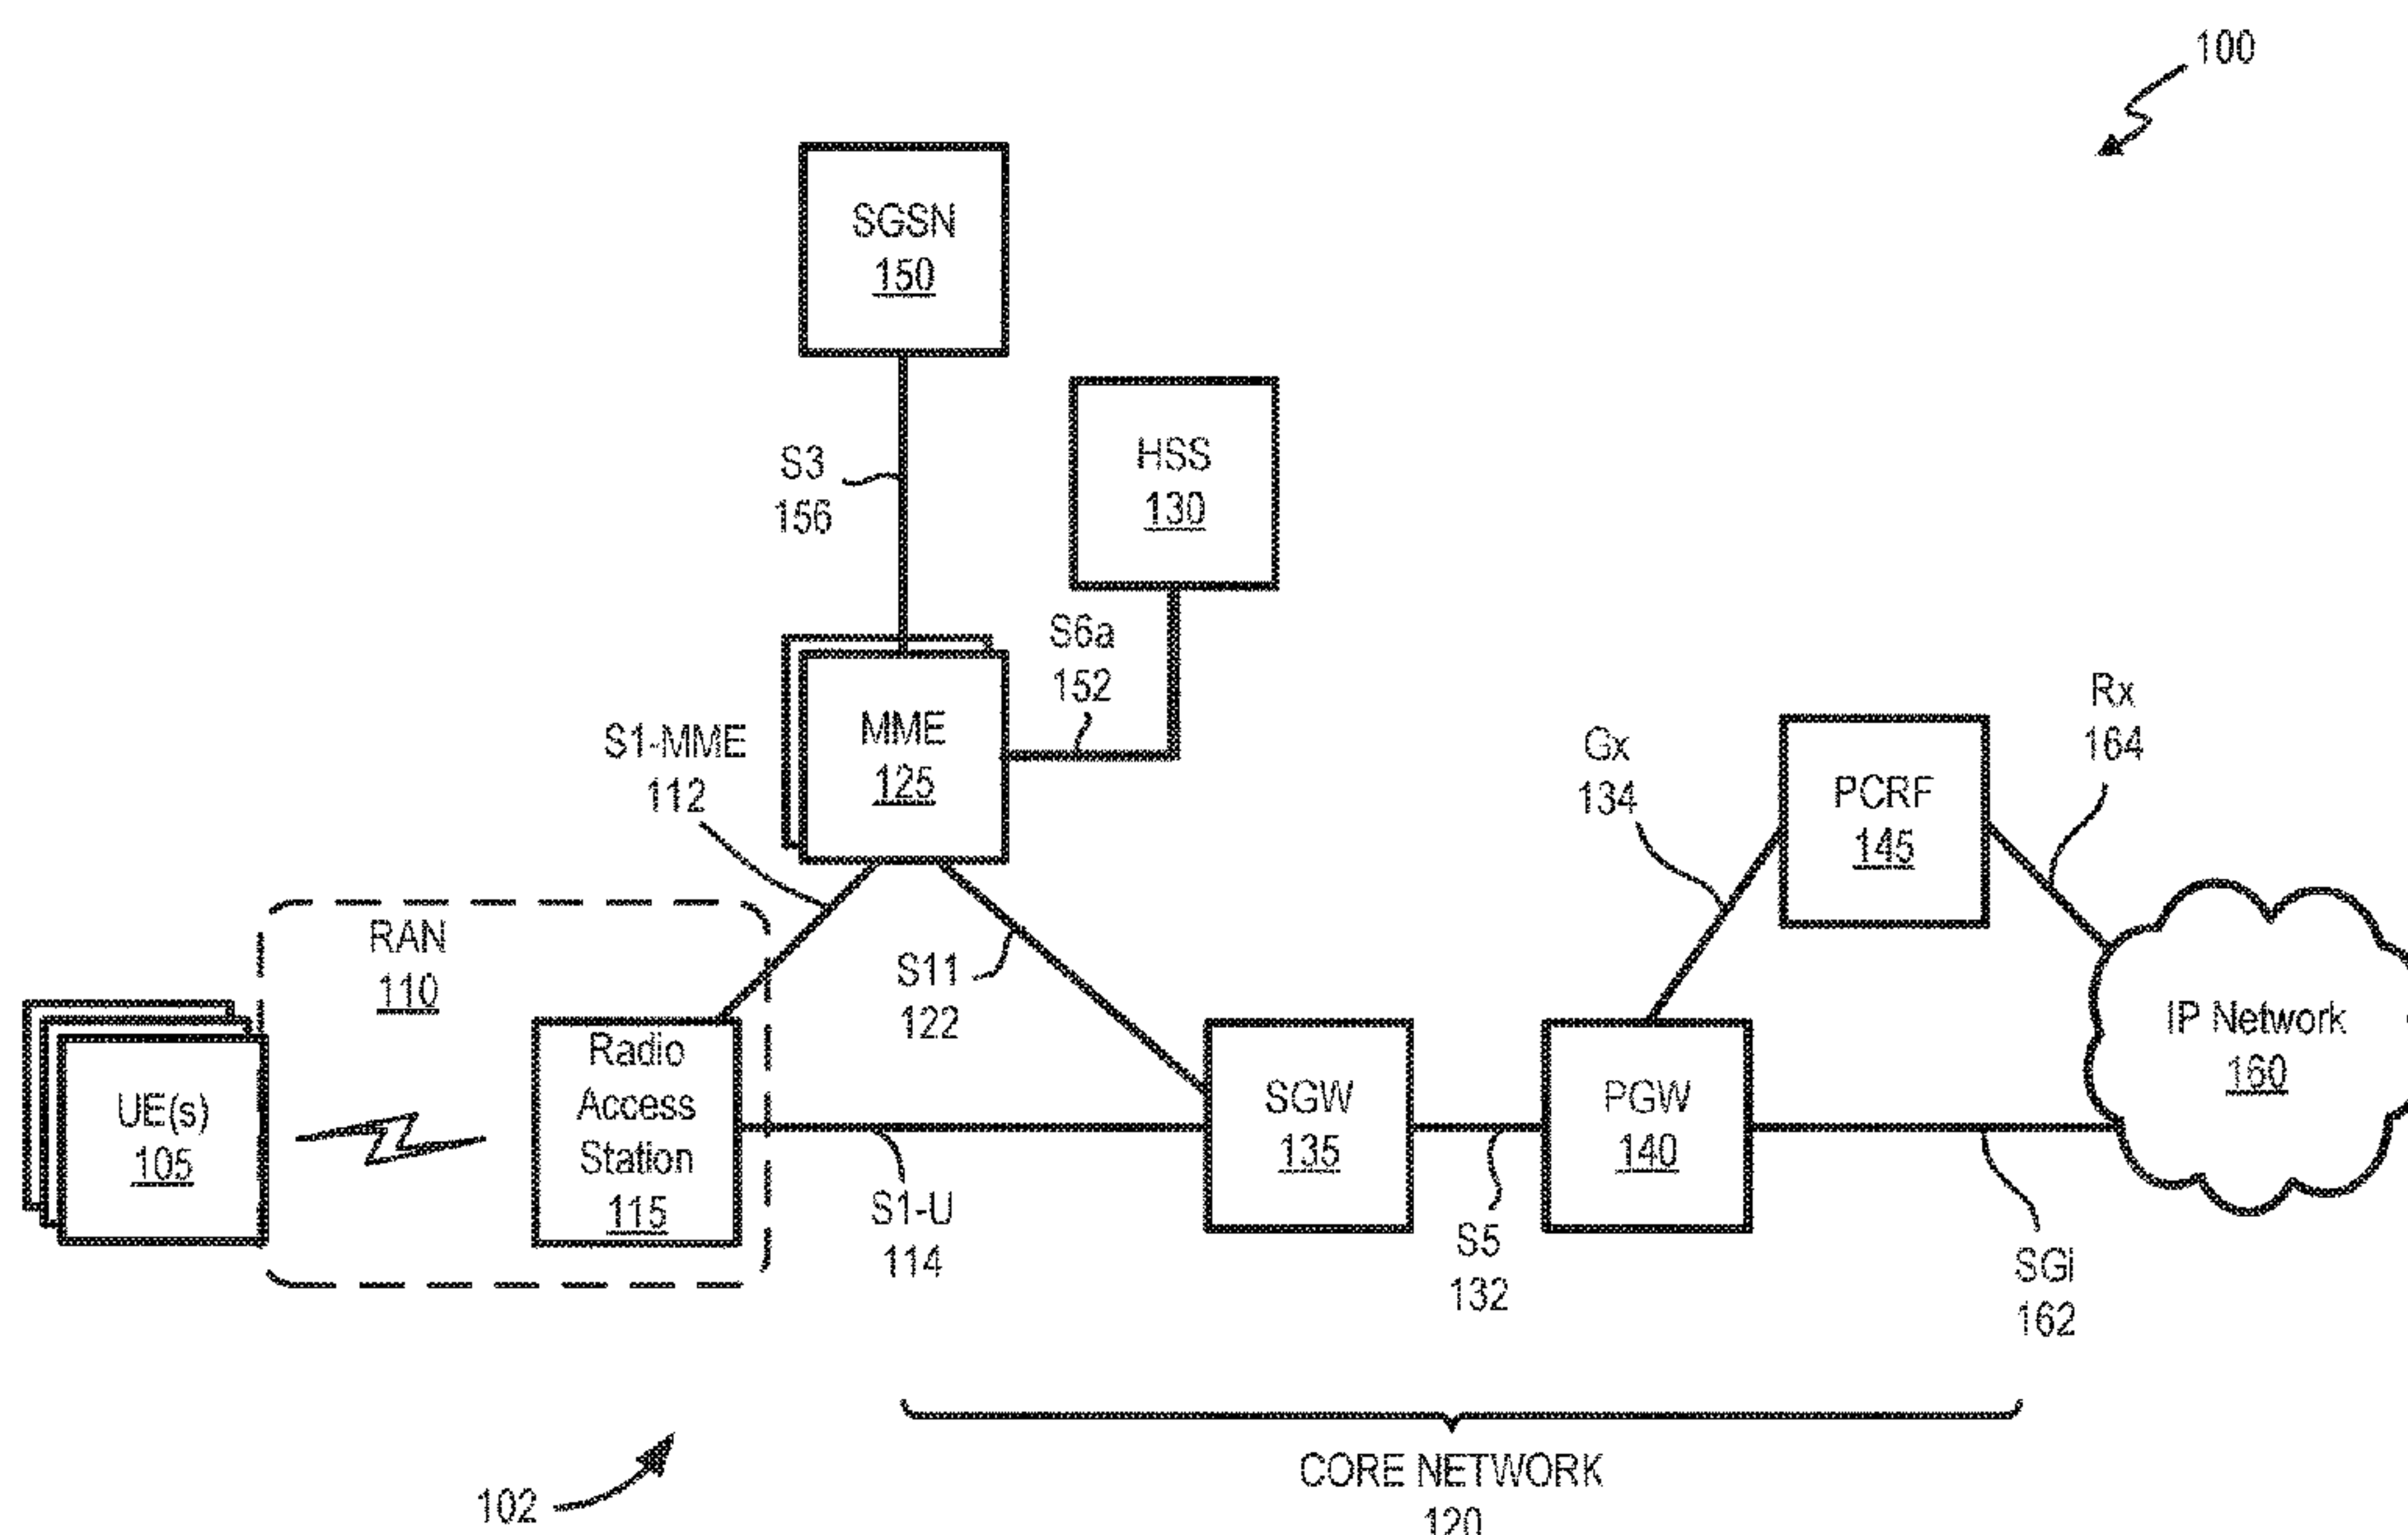 100
SGSN
150
HSS
130
S3
156
S6a
152
MME
125
S1-MME
112
Rx
164
Gx
134
PCRF
145
RAN
110
S11
122
IP Network
160
Radio
Access
Station
115
UE(s)
105
SGW
135
PGW
140
S1-U
114
S5
132
SGi
162
CORE NETWORK
120
102